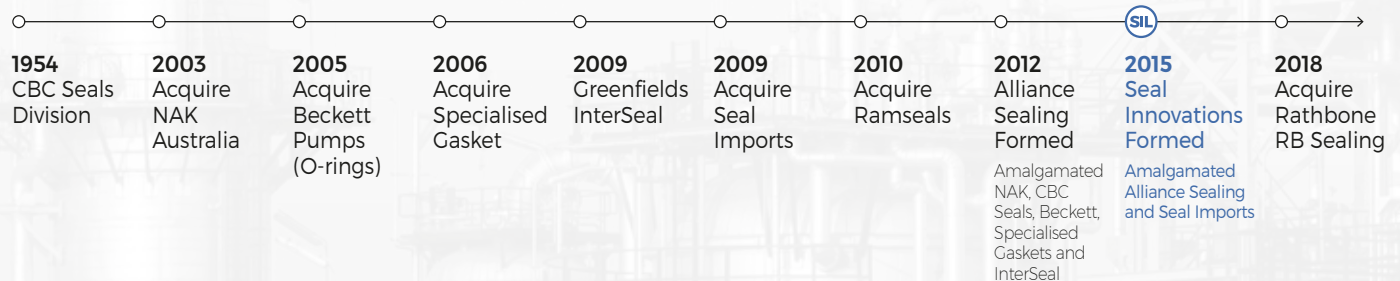 SIL
1954
CBC Seals
Division
2003
Acquire
NAK
Australia
2005
Acquire
Beckett
Pumps
(O-rings)
2006
Acquire
Specialised
Gasket
2009
Greenfields
InterSeal
2009
Acquire
Seal
Imports
2010
Acquire
Ramseals
2012
Alliance
Sealing
Formed
Amalgamated
NAK, CBC
Seals, Beckett,
Specialised
Gaskets and
InterSeal
2015
Seal
Innovations
Formed
Amalgamated
Alliance Sealing
and Seal Imports
2018
Acquire
Rathbone
RB Sealing